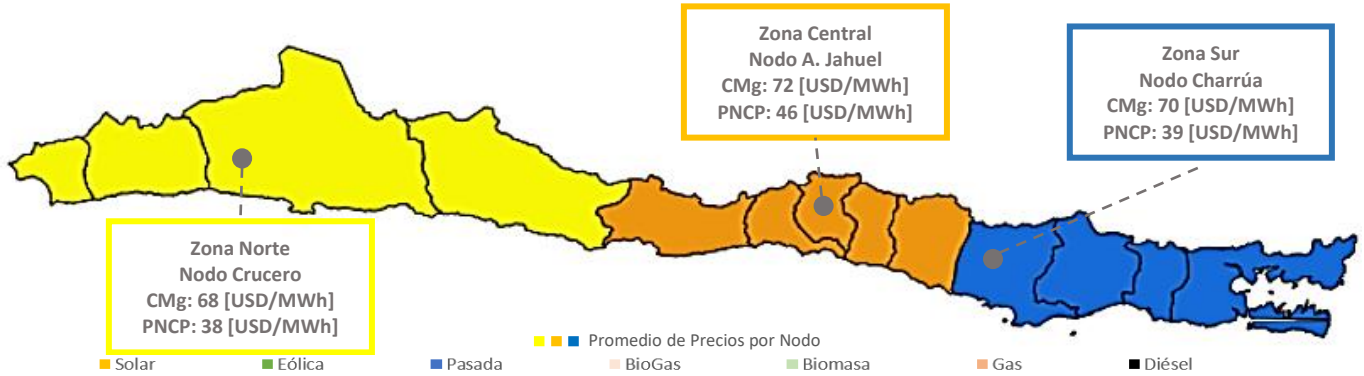 Zona Central
Nodo A. Jahuel
CMg: 72 [USD/MWh]
PNCP: 46 [USD/MWh]
Zona Sur
Nodo Charrúa
CMg: 70 [USD/MWh]
PNCP: 39 [USD/MWh]
Zona Norte
Nodo Crucero
CMg: 68 [USD/MWh]
PNCP: 38 [USD/MWh]
Promedio de Precios por Nodo
Solar Eólica Pasada BioGas Biomasa Gas Diésel